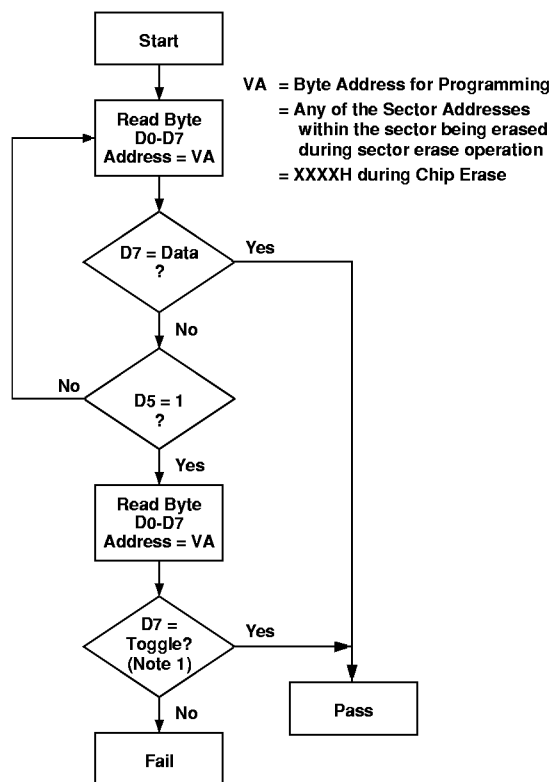 Start
VA = Byte Address for Programming
= Any of the Sector Addresses
within the sector being erased
during sector erase operation
= XXXXH during Chip Erase
Read Byte
D0-D7
Address = VA
D7 = Data
?
Yes
No
D5 = 1
?
No
Yes
Read Byte
D0-D7
Address = VA
D7 =
Toggle?
(Note 1)
Yes
No
Pass
Fail